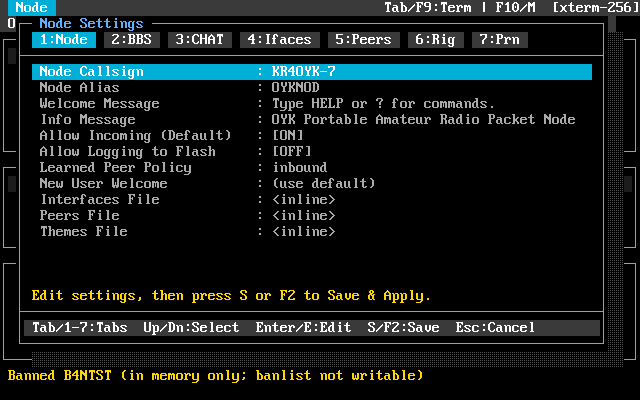 Node Tab/F9:Term | F10/M [xterm-256]
O
Node Settings
1:Node 2:BBS 3:CHAT 4:Ifaces 5:Peers 6:Rig 7:Prn
Node Callsign : KR4OYK-7
Node Alias : OYKNOD
Welcome Message : Type HELP or ? for commands.
Info Message : OYK Portable Amateur Radio Packet Node
Allow Incoming (Default) : [ON]
Allow Logging to Flash : [OFF]
Learned Peer Policy : inbound
New User Welcome : (use default)
Interfaces File : <inline>
Peers File : <inline>
Themes File : <inline>
Edit settings, then press S or F2 to Save & Apply.
Tab/1-7:Tabs Up/Dn:Select Enter/E:Edit S/F2:Save Esc:Cancel
Banned B4NTST (in memory only; banlist not writable)